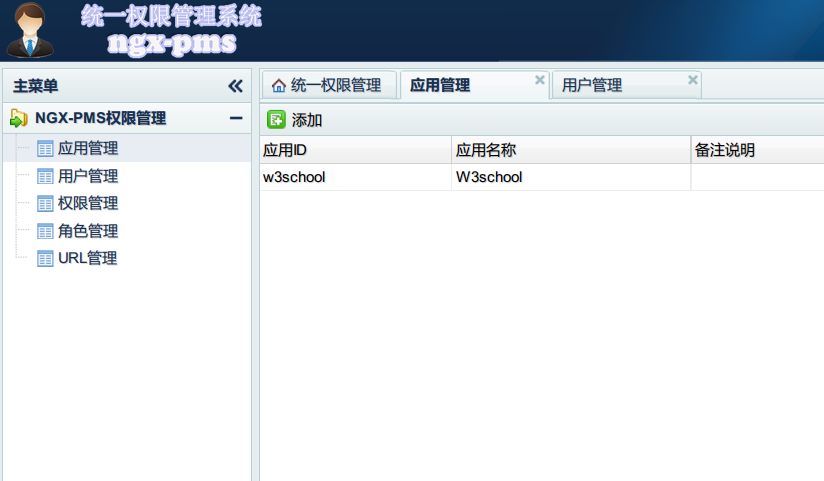 统一权限管理系统
ngx-pms
主菜单
NGX-PMS权限管理
应用管理
用户管理
权限管理
角色管理
URL管理
统一权限管理 应用管理 用户管理
添加
应用ID 应用名称 备注说明
w3school W3school